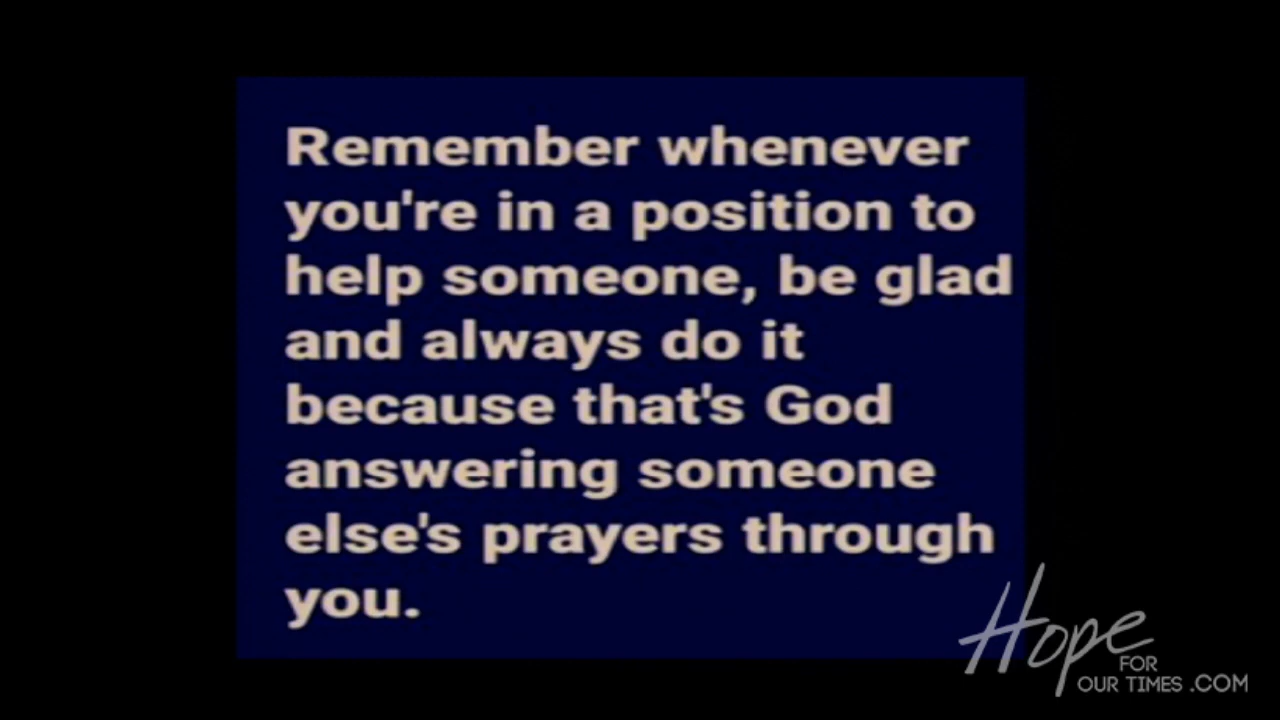 Remember whenever
you're in a position to
help someone, be glad
and always do it
because that's God
answering someone
else's prayers through
you.
Hope
FOR
OUR TIMES .COM